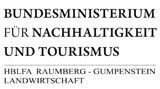 BUNDESMINISTERIUM
FÜR NACHHALTIGKEIT
UND TOURISMUS
HBLFA RAUMBERG - GUMPENSTEIN
LANDWIRTSCHAFT